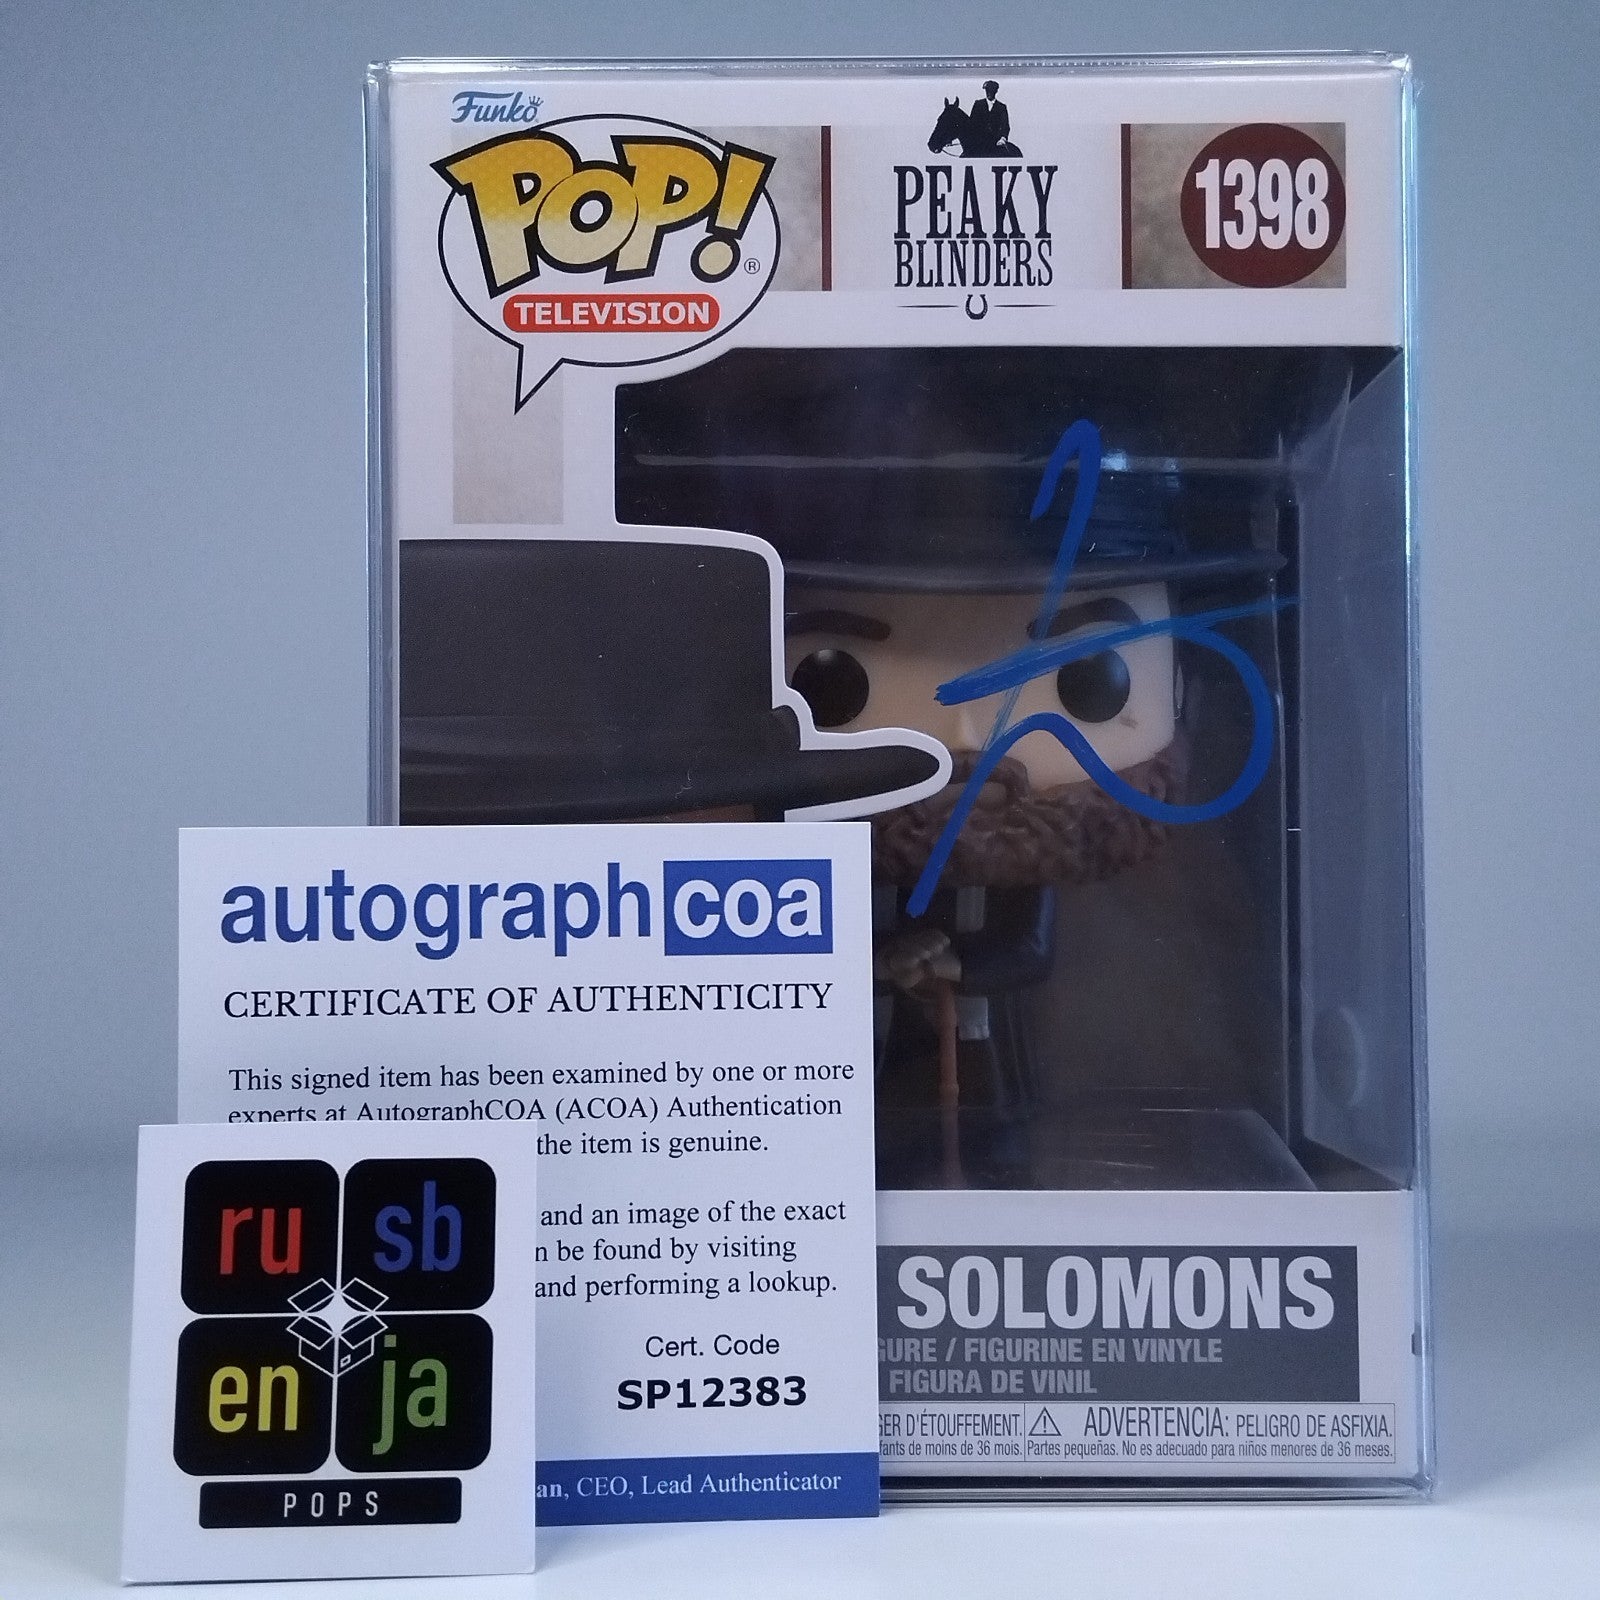 Funko
POP!®
TELEVISION
PEAKY
BLINDERS
1398
autograph coa
CERTIFICATE OF AUTHENTICITY
This signed item has been examined by one or more
experts at AutographCOA (ACOA) Authentication
the item is genuine.
and an image of the exact
be found by visiting
and performing a lookup.
Cert. Code
SP12383
CEO, Lead Authenticator
ru sb
en ja
POPS
SOLOMONS
/ FIGURINE EN VINYLE
FIGURA DE VINIL
D'ÉTOUFFEMENT. ADVERTENCIA: PELIGRO DE ASFIXIA.
de moins de 36 mois. Partes pequeñas. No es adecuado para niños menores de 36 meses.